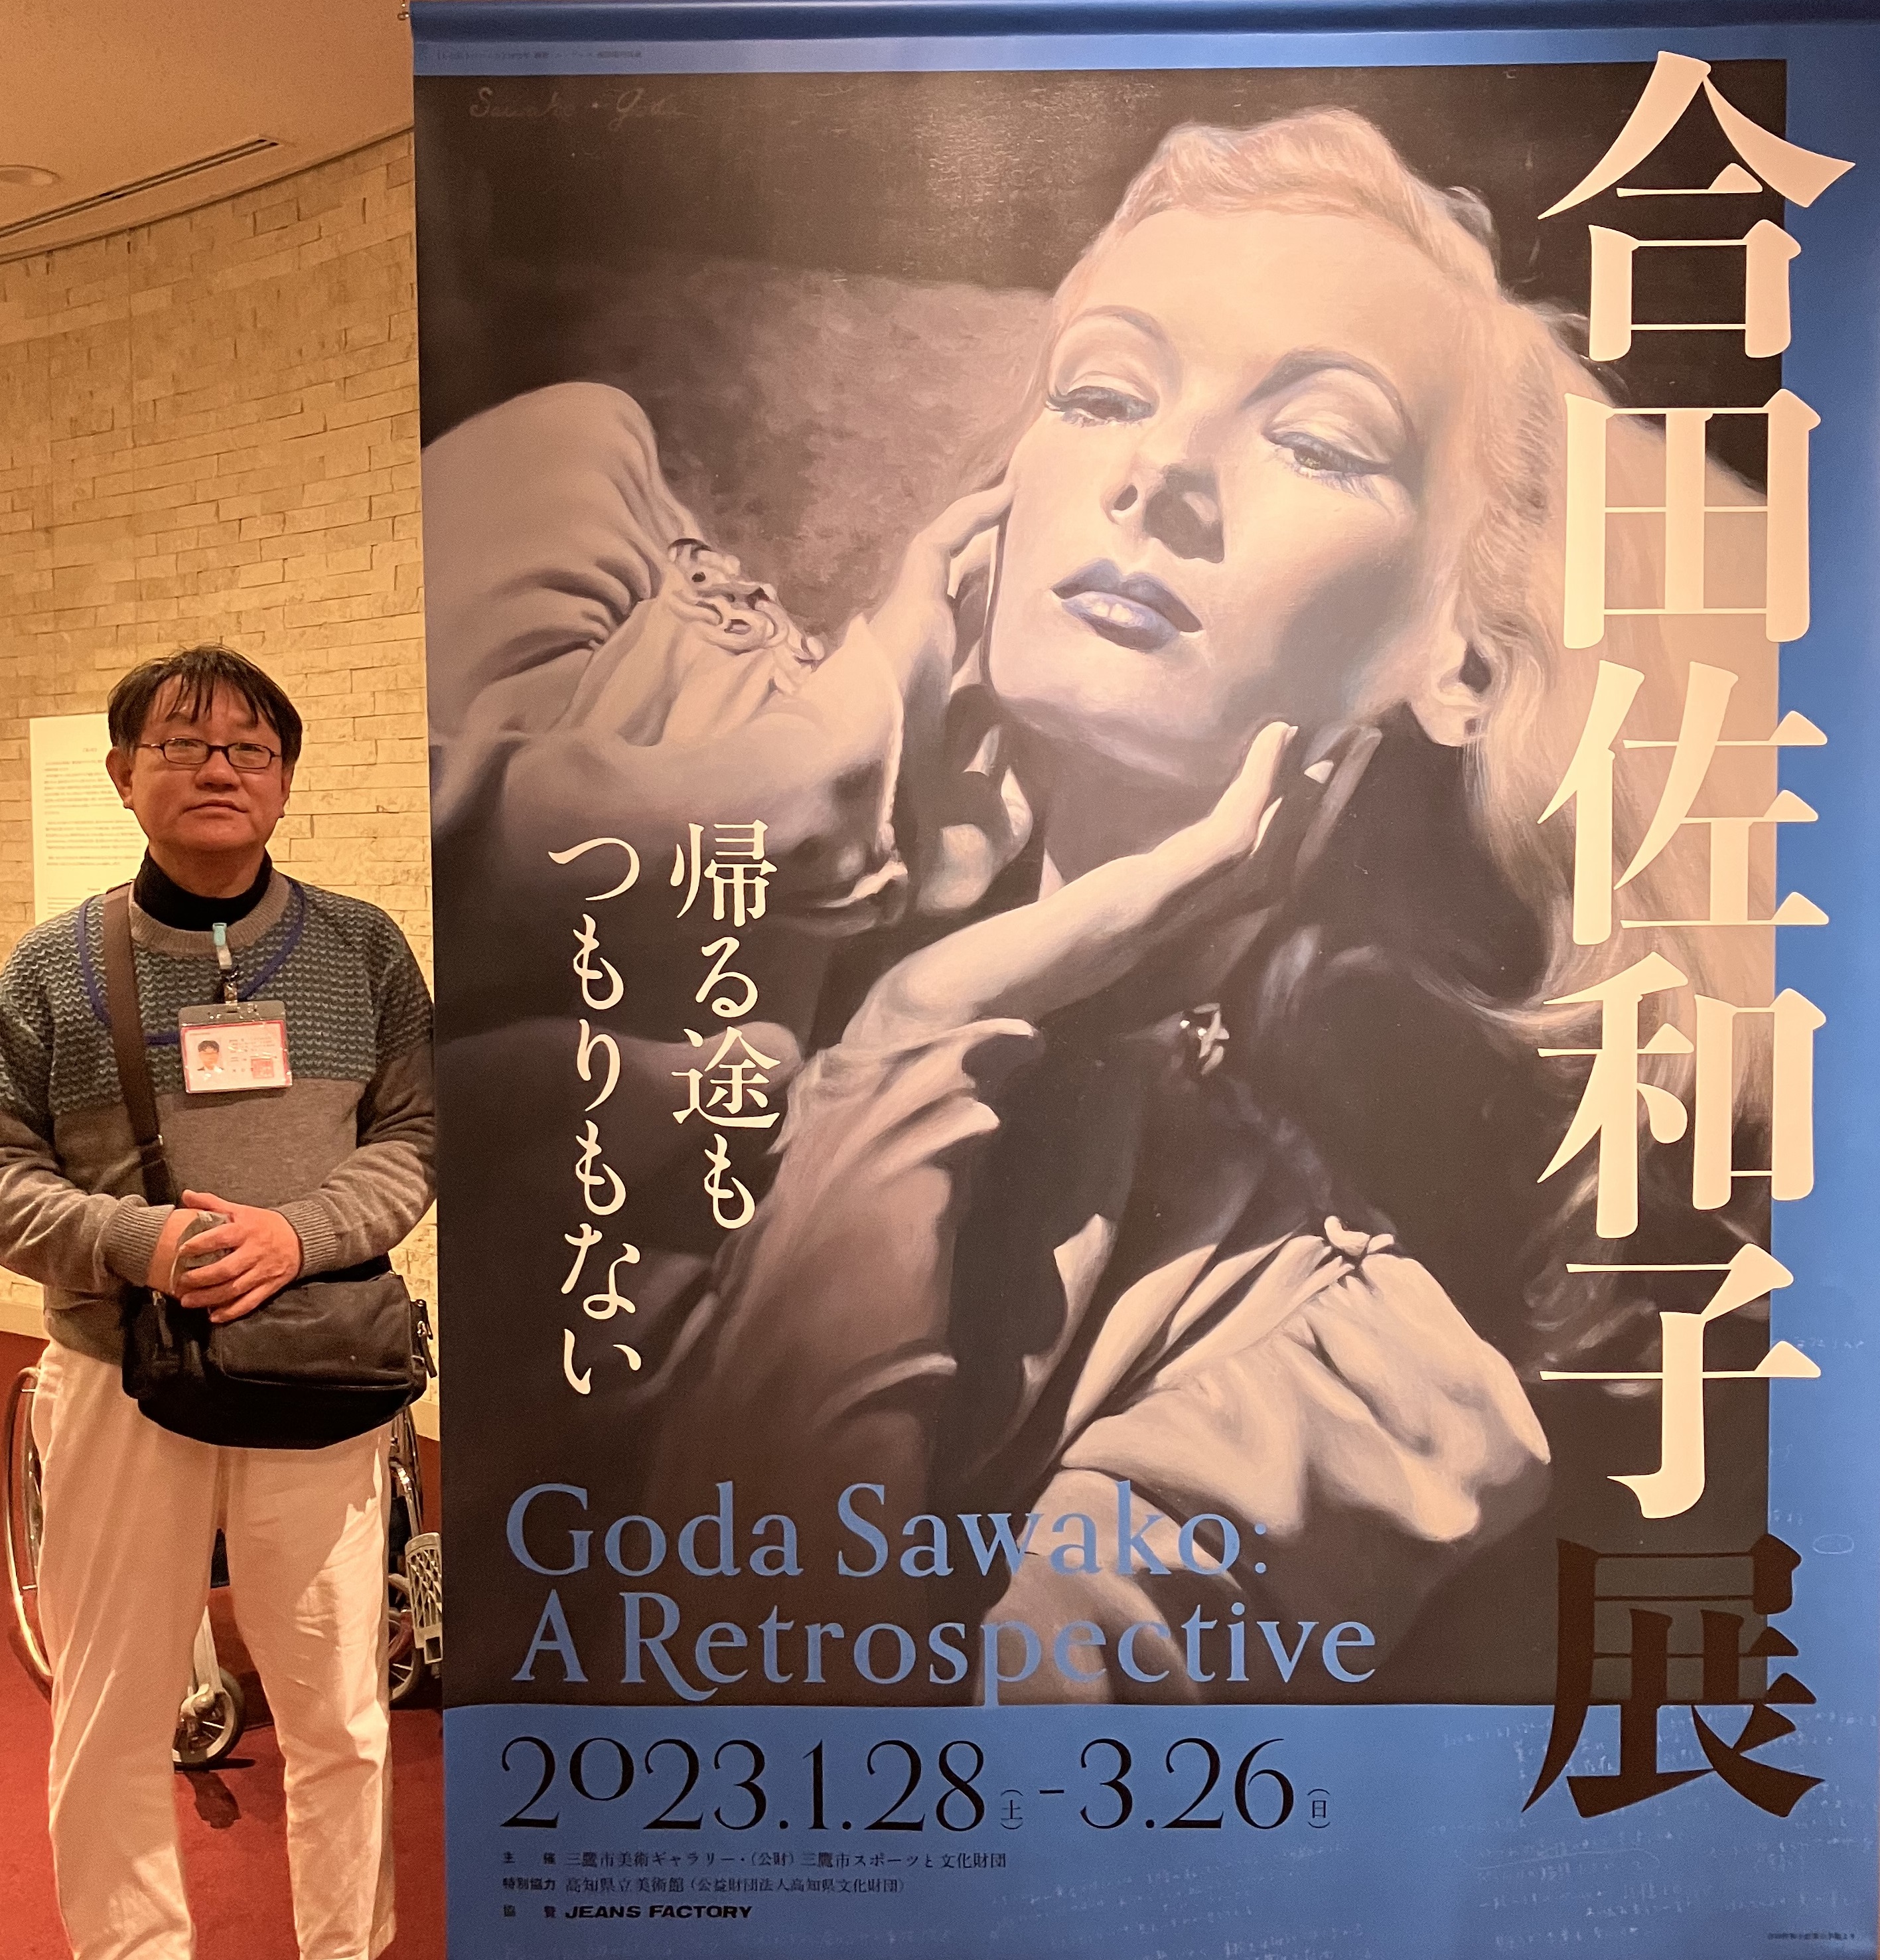 Sawako・Goda
合田佐和子展
帰る途も
つもりもない
Goda Sawako:
A Retrospective
2023.1.28(土)-3.26(日)
主 催 三鷹市美術ギャラリー・(公財)三鷹市スポーツと文化財団
特別協力 高知県立美術館(公益財団法人高知県文化財団)
協 賛 JEANS FACTORY